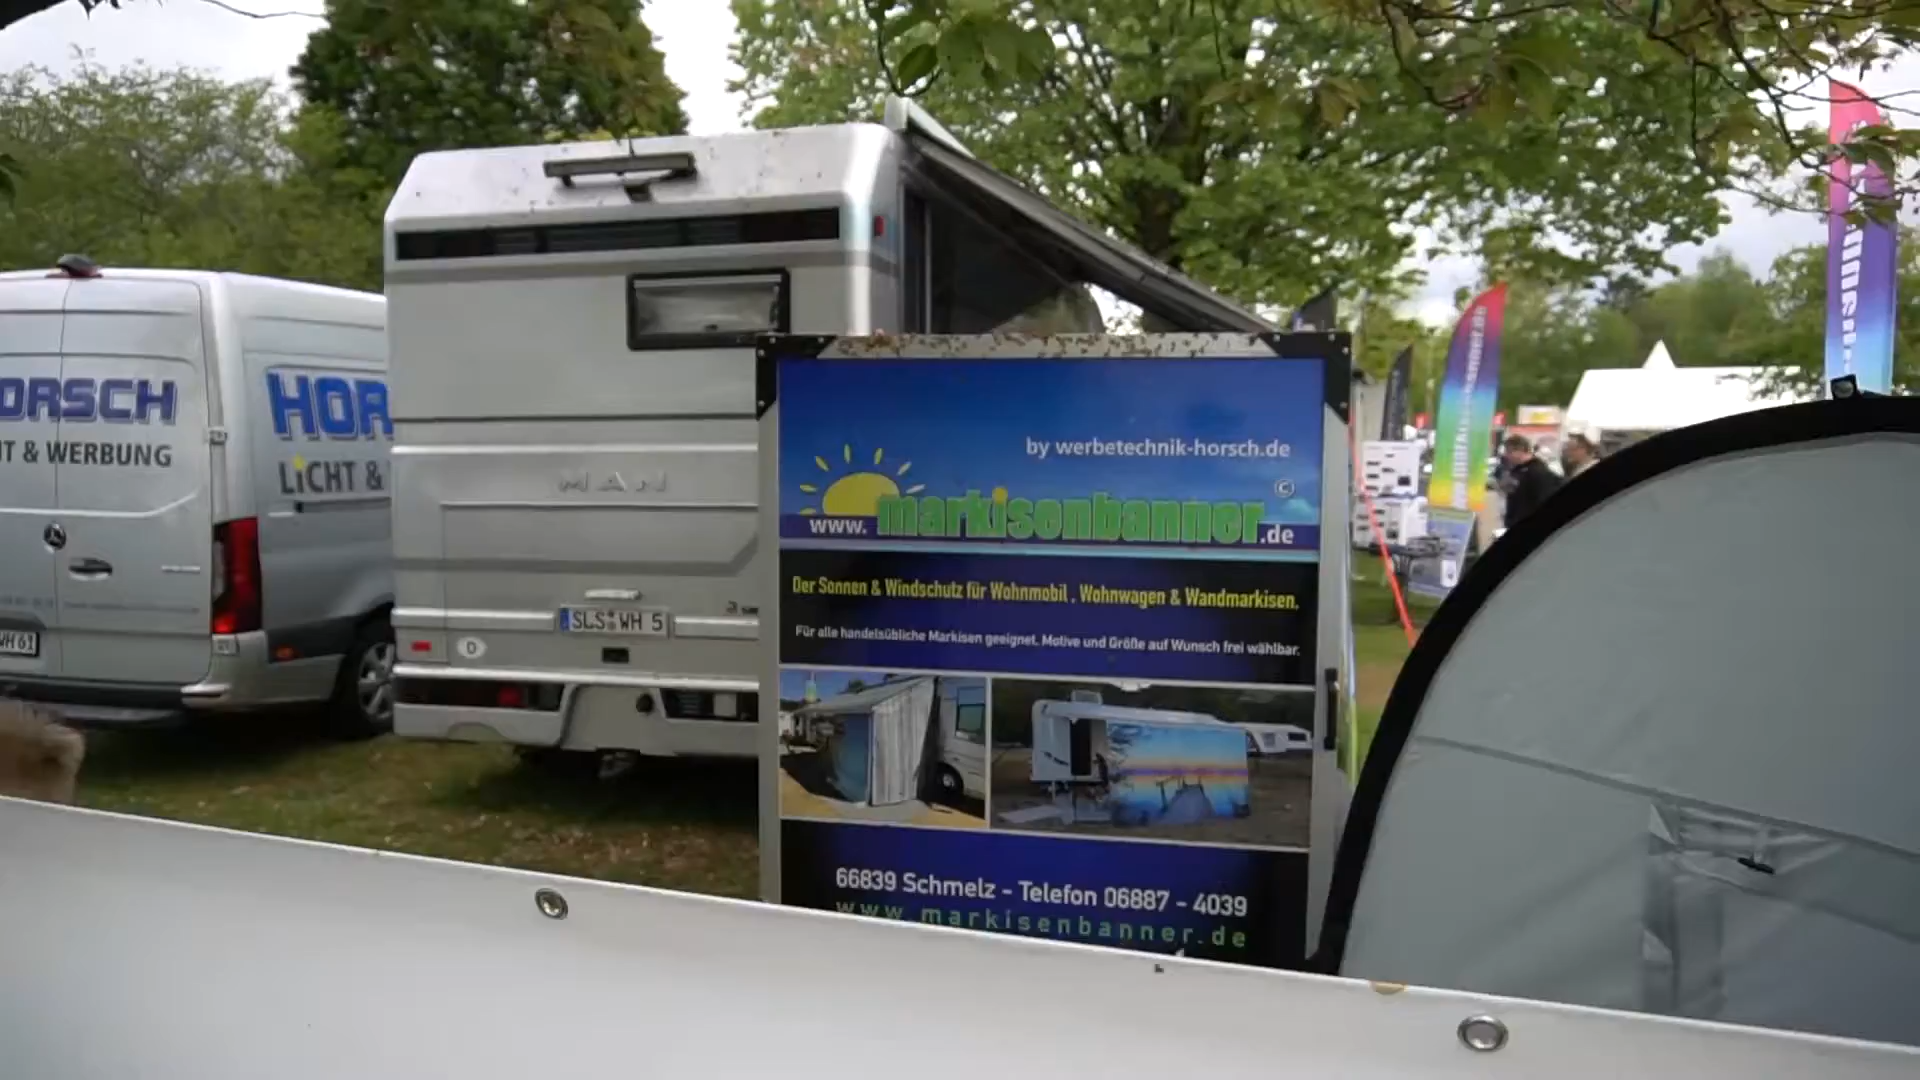 ORSCH
T & WERBUNG
HOR
LiCHT &
MAN
SLS WH 5
D
WH 61
by werbetechnik-horsch.de
©
www.markisenbanner.de
Der Sonnen & Windschutz für Wohnmobil, Wohnwagen & Wandmarkisen.
Für alle handelsübliche Markisen geeignet. Motive und Größe auf Wunsch frei wählbar.
66839 Schmelz - Telefon 06887 - 4039
www.markisenbanner.de